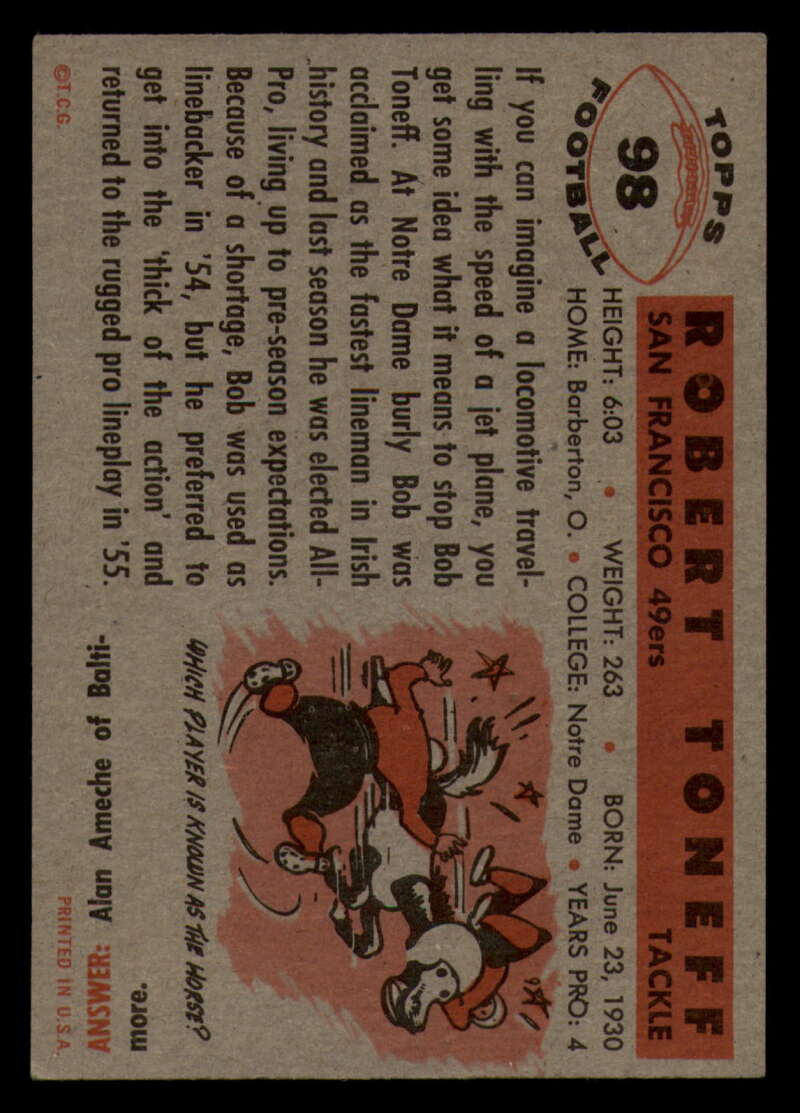 TOPPS
98
FOOTBALL
ROBERT TONEFF
SAN FRANCISCO 49ers TACKLE
HEIGHT: 6:03 • WEIGHT: 263 • BORN: June 23, 1930
HOME: Barberton, O. • COLLEGE: Notre Dame • YEARS PRO: 4
If you can imagine a locomotive travel-
ling with the speed of a jet plane, you
get some idea what it means to stop Bob
Toneff. At Notre Dame burly Bob was
acclaimed as the fastest lineman in Irish
history and last season he was elected All-
Pro, living up to pre-season expectations.
Because of a shortage, Bob was used as
linebacker in '54, but he preferred to
get into the 'thick of the action' and
returned to the rugged pro lineplay in '55.
©T.C.G.
WHICH PLAYER IS KNOWN AS THE HORSE?
ANSWER: Alan Ameche of Balti-
more.
PRINTED IN U.S.A.